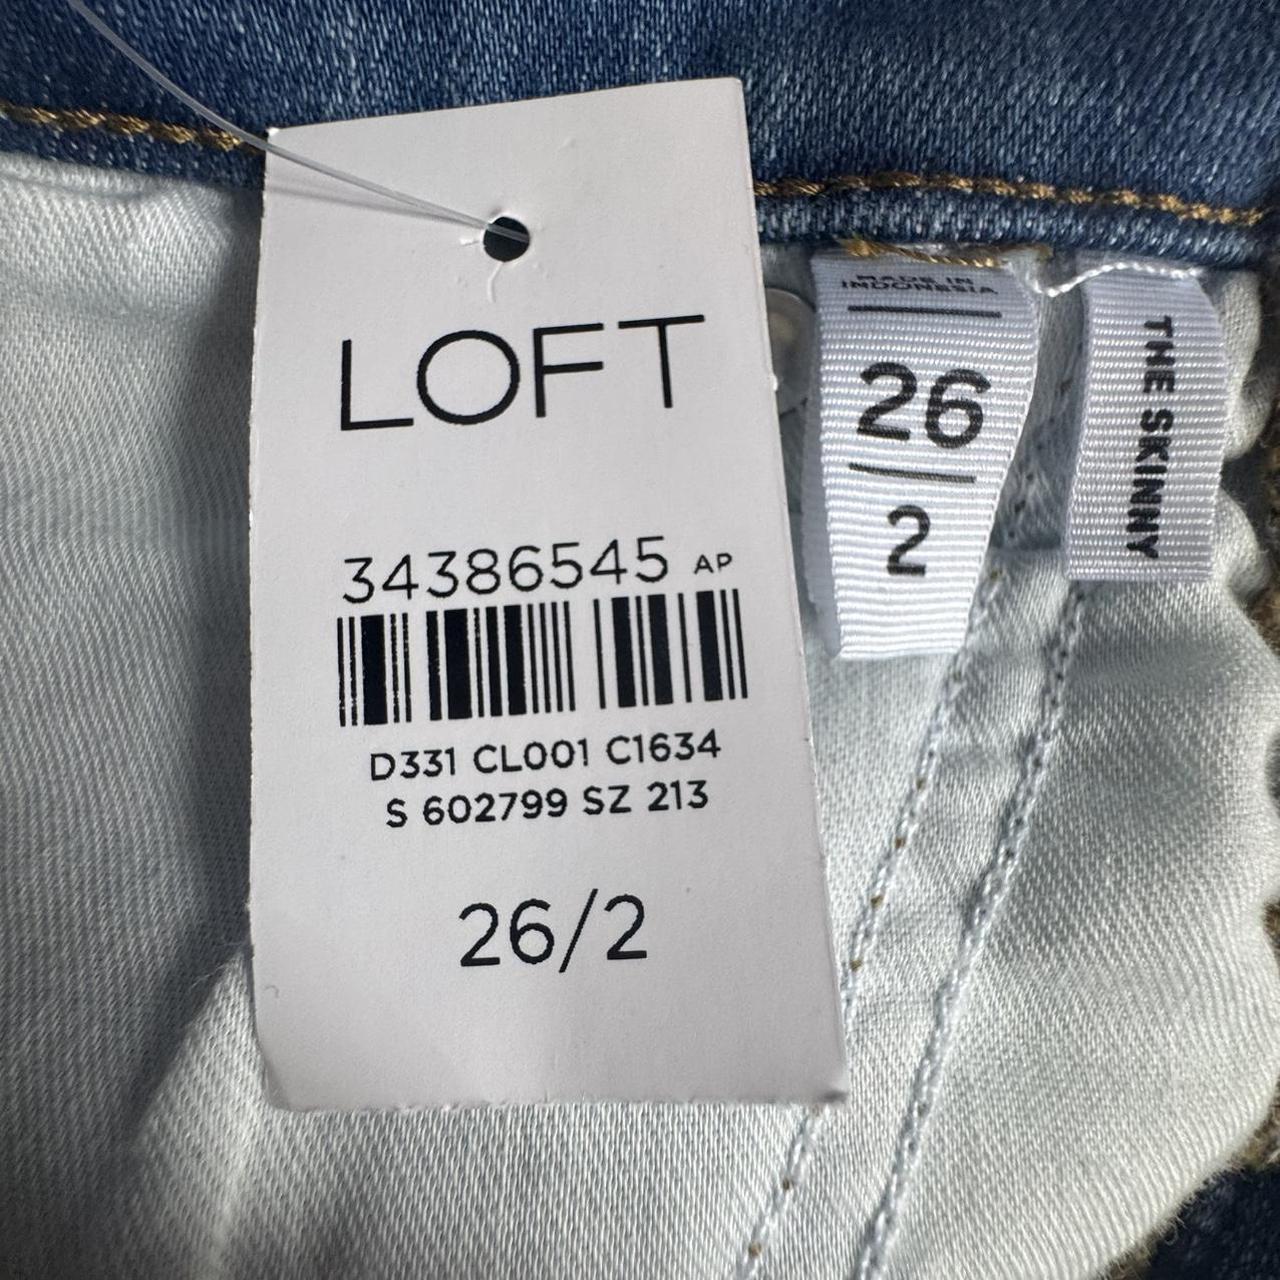 LOFT
34386545 AP
D331 CL001 C1634
S 602799 SZ 213
26/2
MADE IN
INDONESIA
26
2
THE SKINNY